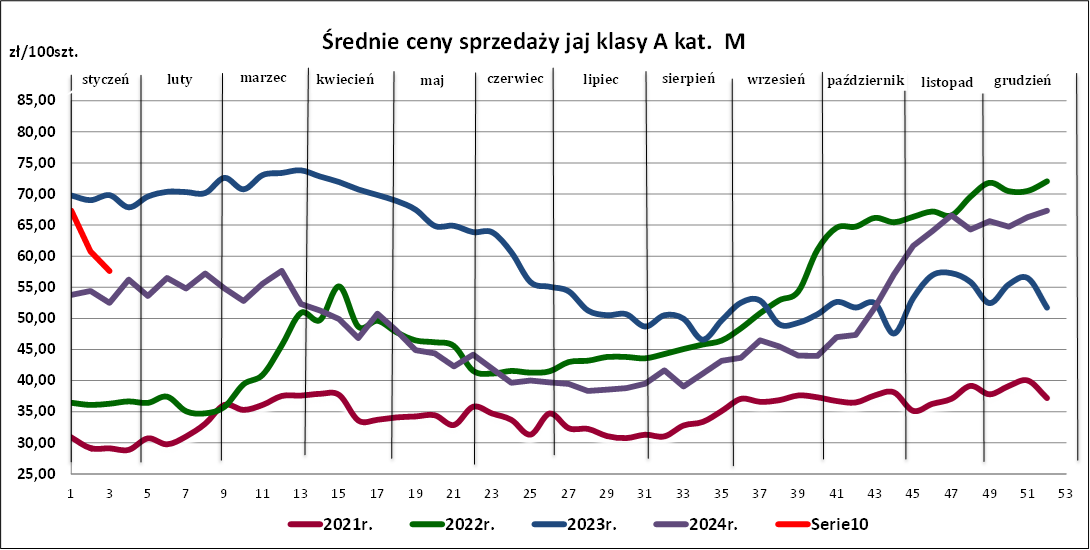 Średnie ceny sprzedaży jaj klasy A kat.  M
zł/100szt.
styczeń luty marzec kwiecień maj czerwiec lipiec sierpień wrzesień październik listopad grudzień
85,00
80,00
75,00
70,00
65,00
60,00
55,00
50,00
45,00
40,00
35,00
30,00
25,00
1 3 5 7 9 11 13 15 17 19 21 23 25 27 29 31 33 35 37 39 41 43 45 47 49 51 53
2021r. 2022r. 2023r. 2024r. Serie10